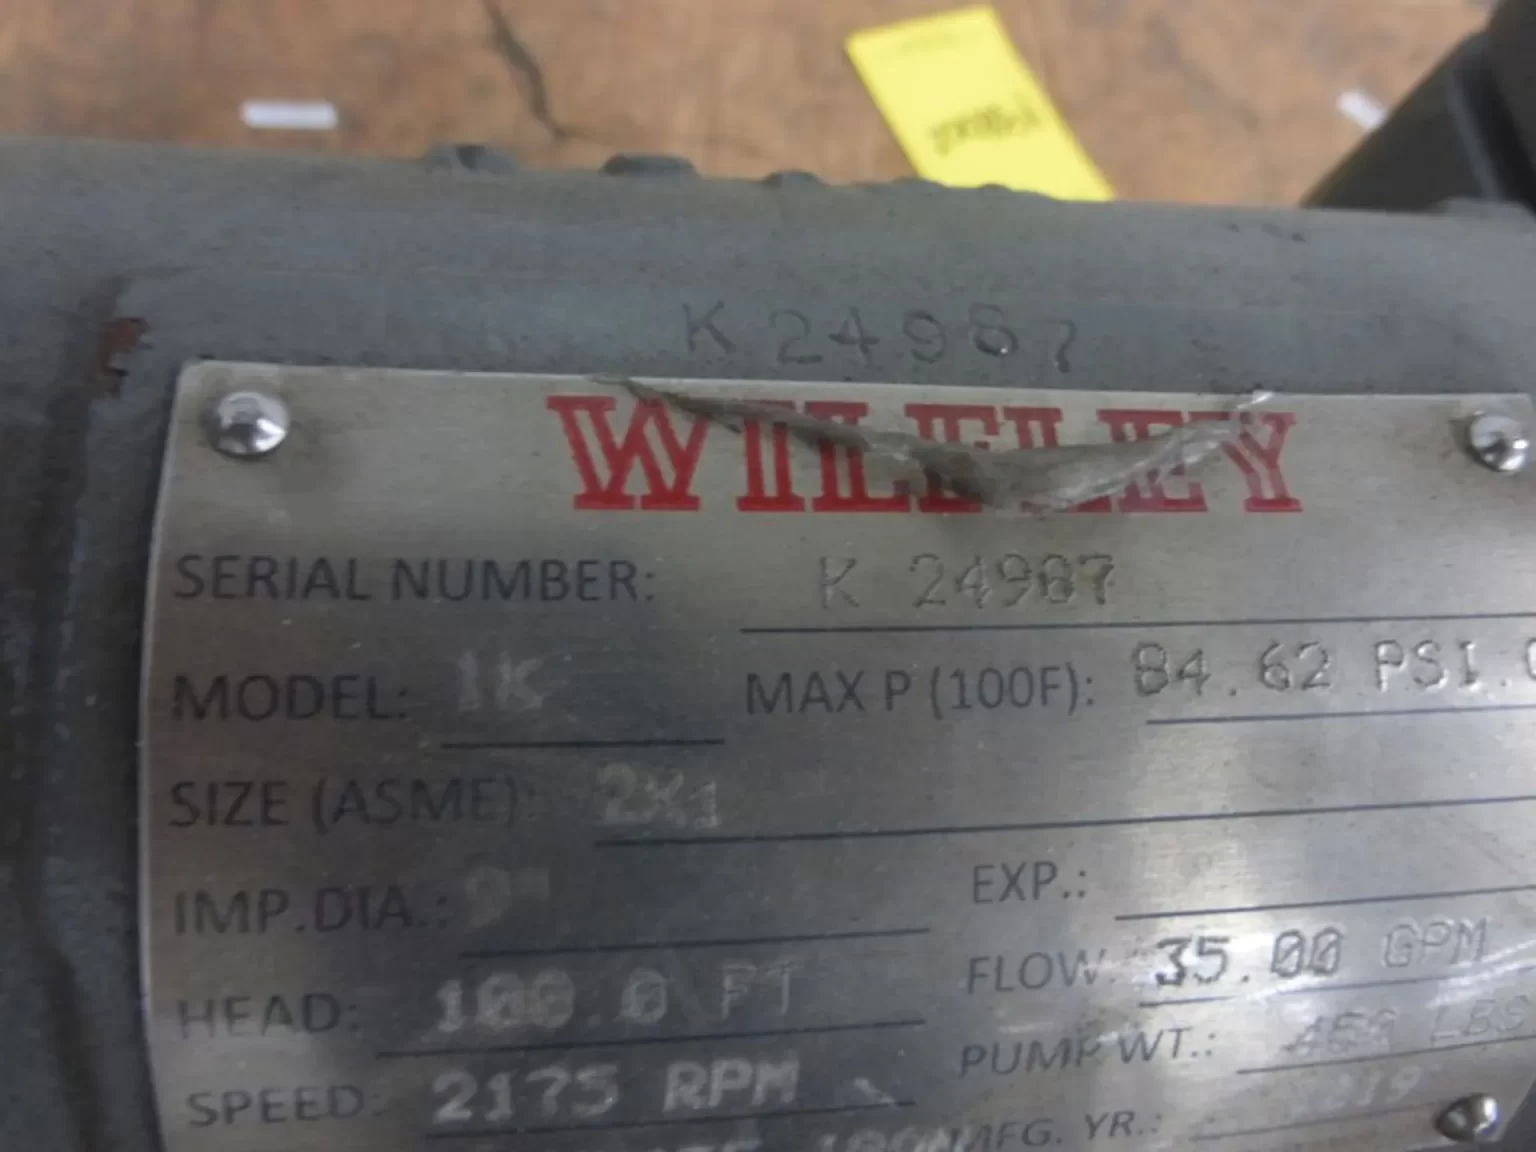 K 24987
WILFLEY
SERIAL NUMBER: K 24987
MODEL: 1K MAX P (100F): 84.62 PSI.
SIZE (ASME): 2X1
IMP.DIA.: 9"
EXP.:
HEAD: 100.0 FT FLOW: 35.00 GPM
PUMP WT.: LBS
SPEED: 2175 RPM
MFG. YR.: